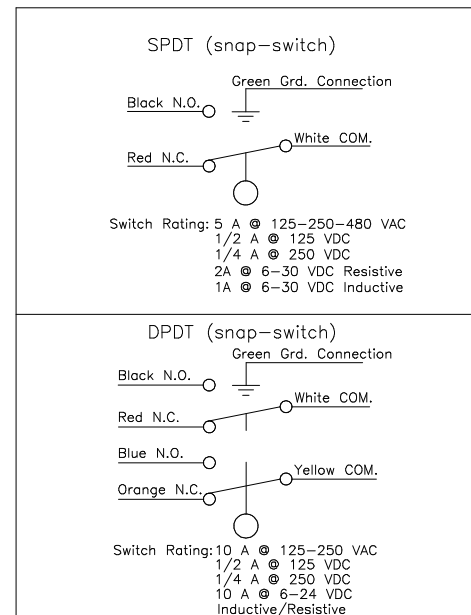 SPDT (snap-switch)
Green Grd. Connection
Black N.O.
White COM.
Red N.C.
Switch Rating: 5 A @ 125-250-480 VAC
1/2 A @ 125 VDC
1/4 A @ 250 VDC
2A @ 6-30 VDC Resistive
1A @ 6-30 VDC Inductive
DPDT (snap-switch)
Green Grd. Connection
Black N.O.
White COM.
Red N.C.
Blue N.O.
Yellow COM.
Orange N.C.
Switch Rating: 10 A @ 125-250 VAC
1/2 A @ 125 VDC
1/4 A @ 250 VDC
10 A @ 6-24 VDC
Inductive/Resistive